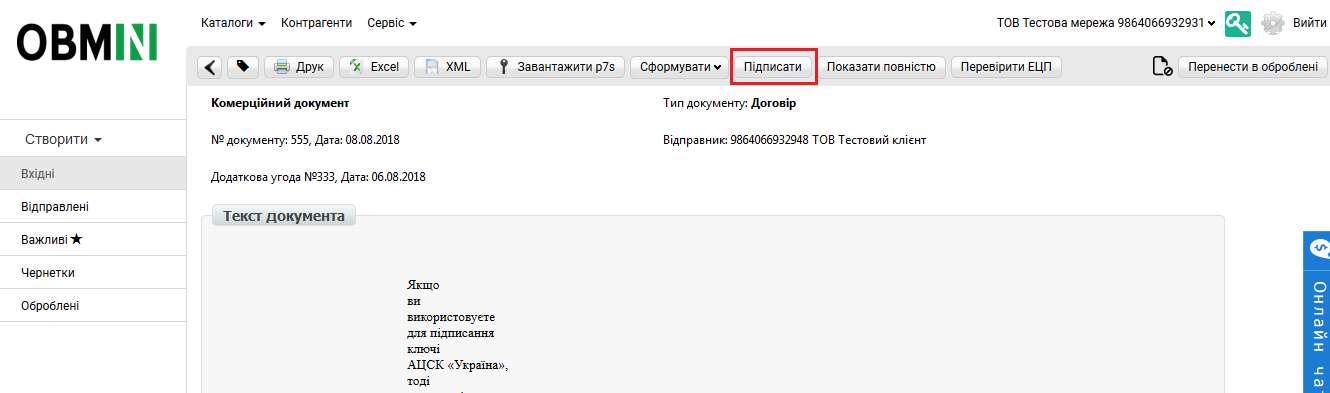 OBMIN
Каталоги Контрагенти Сервіс ТОВ Тестова мережа 9864066932931 Вийти
Друк Excel XML Завантажити p7s Сформувати Підписати Показати повністю Перевірити ЕЦП Перенести в оброблені
Комерційний документ Тип документу: Договір
№ документу: 555, Дата: 08.08.2018 Відправник: 9864066932948 ТОВ Тестовий клієнт
Додаткова угода №333, Дата: 06.08.2018
Створити
Вхідні
Відправлені
Важливі
Чернетки
Оброблені
Текст документа
Якщо
ви
використовуєте
для підписання
ключі
АЦСК «Україна»,
тоді
Онлайн